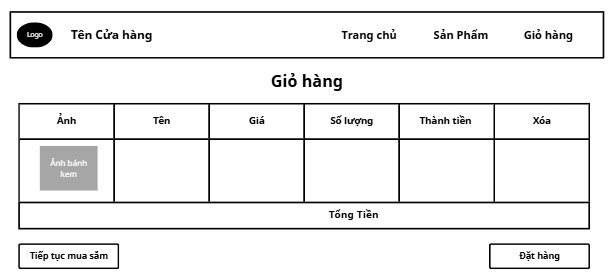 Logo
Tên Cửa hàng
Trang chủ
Sản Phẩm
Giỏ hàng
Giỏ hàng
Ảnh
Tên
Giá
Số lượng
Thành tiền
Xóa
Ảnh bánh
kem
Tổng Tiền
Tiếp tục mua sắm
Đặt hàng